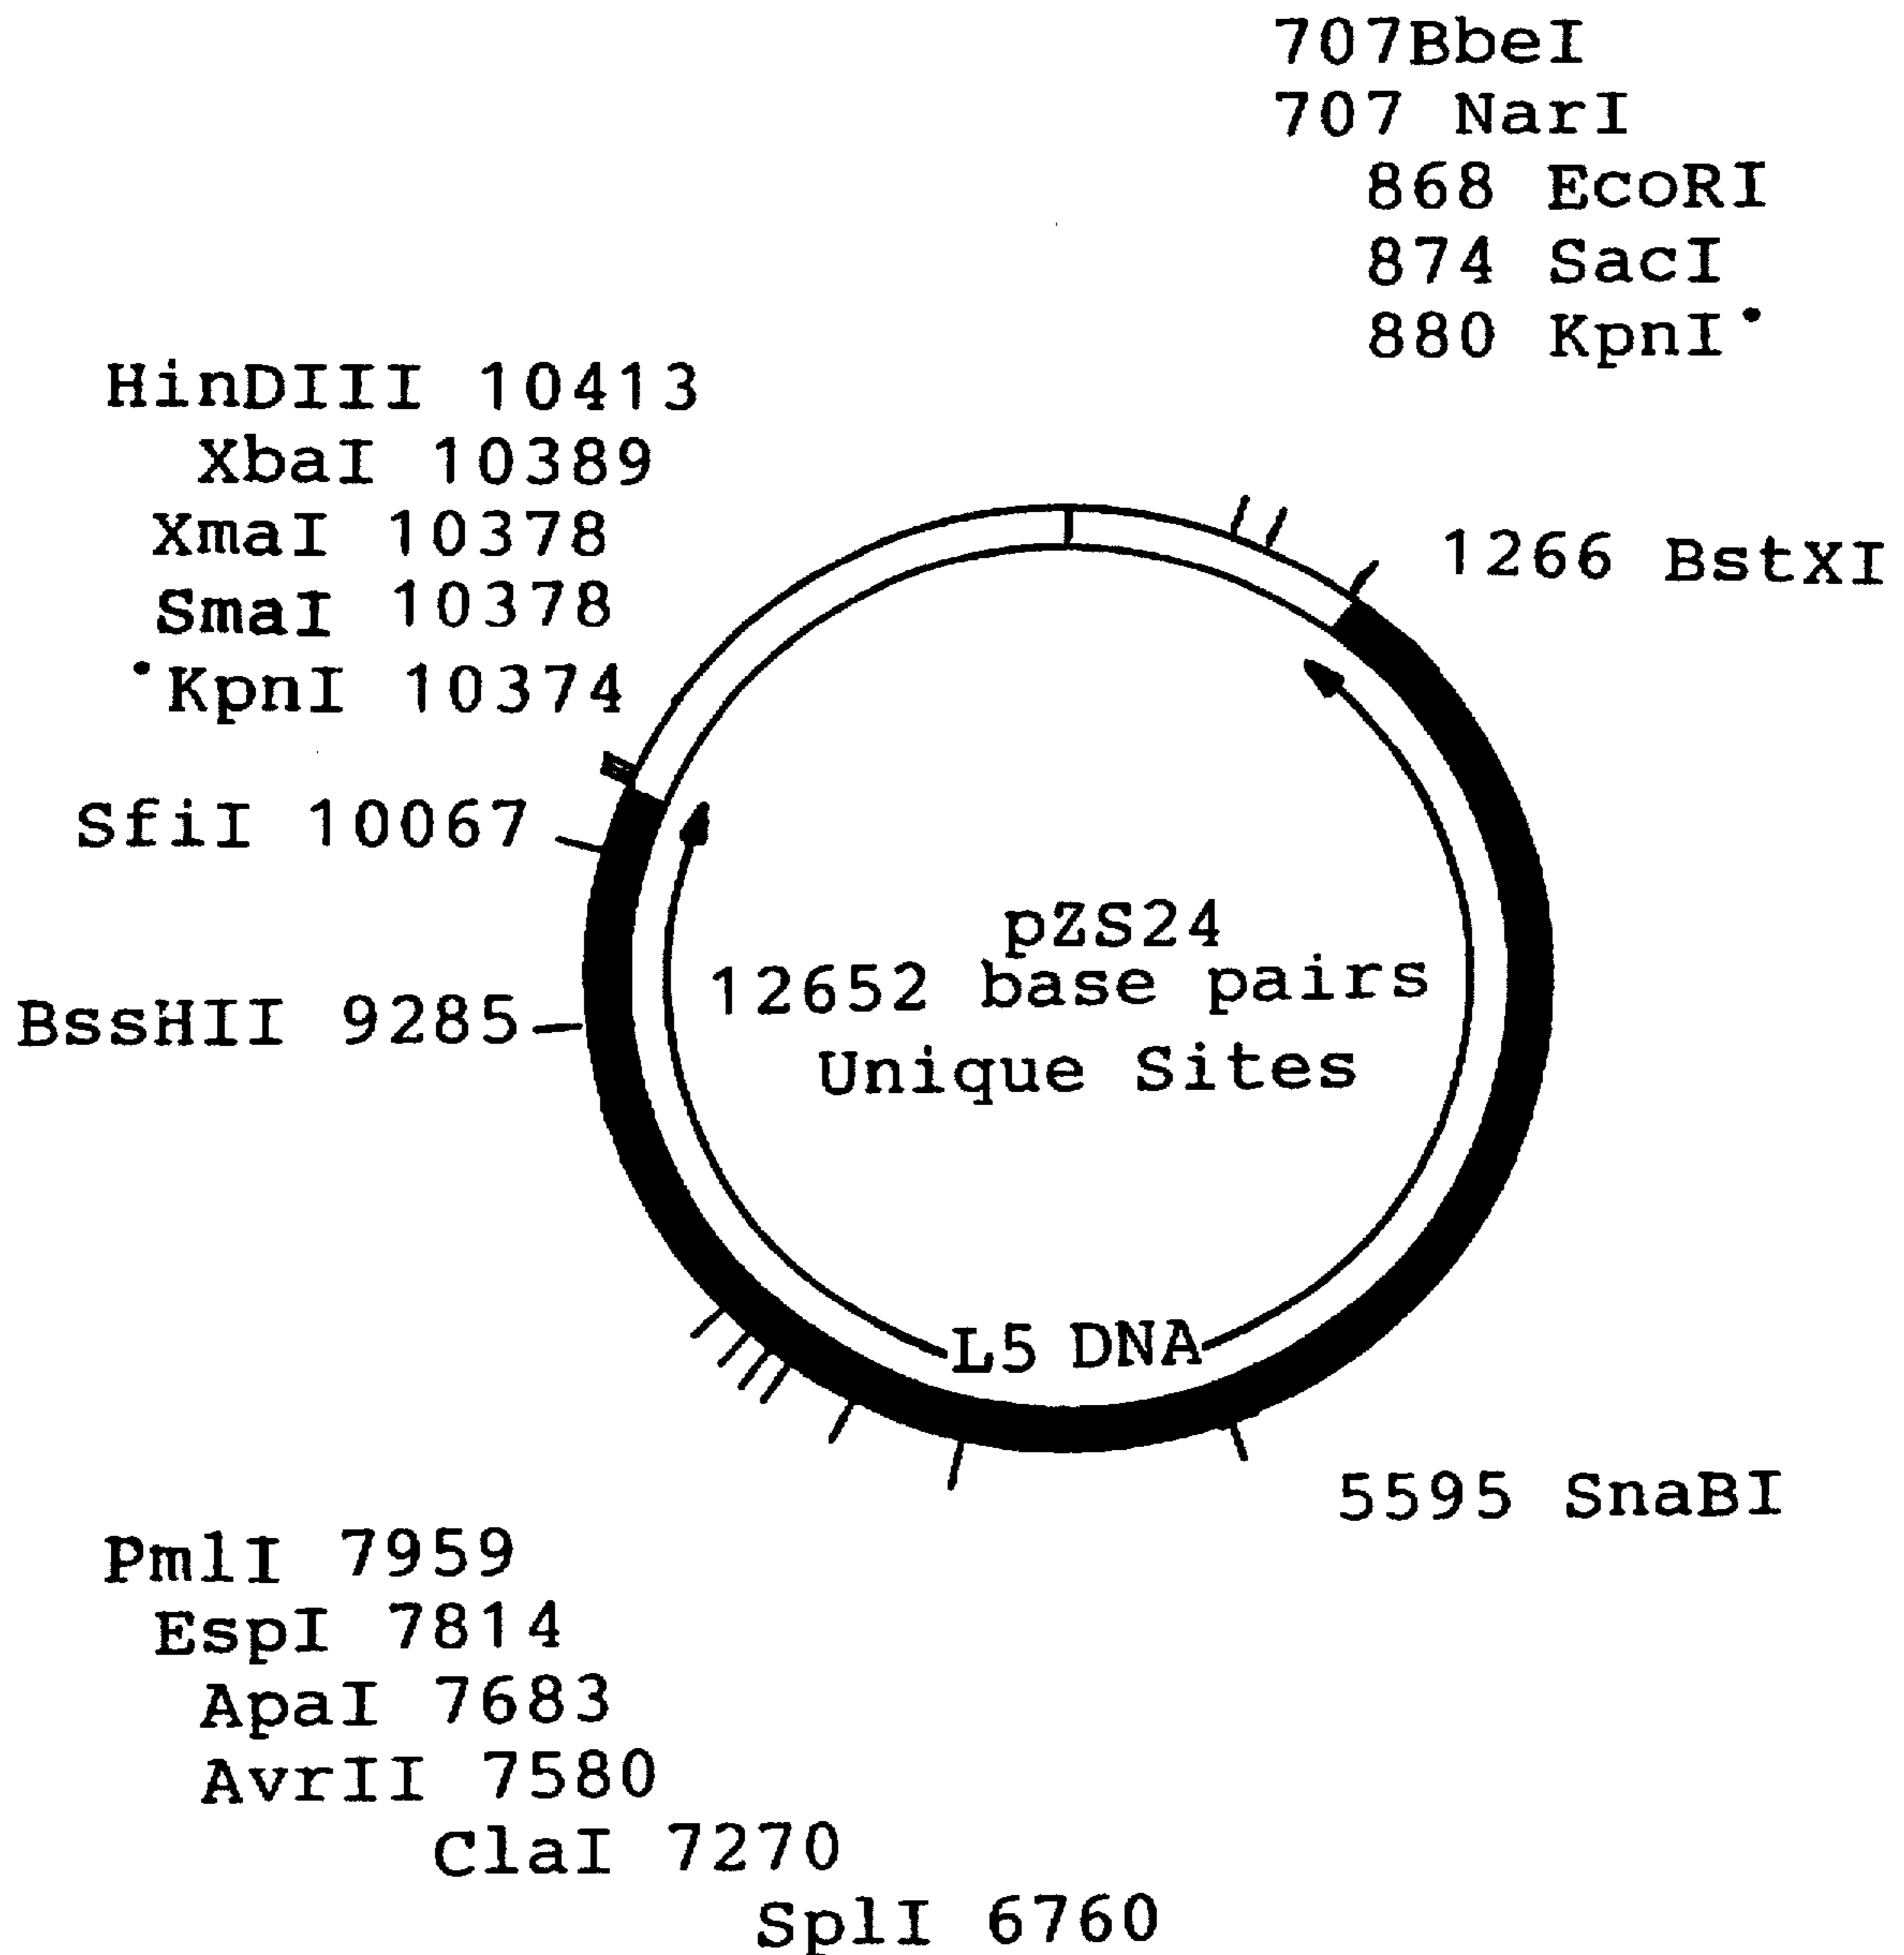 707BbeI
707 NarI
868 EcoRI
874 SacI
880 KpnI•
HinDIII 10413
XbaI 10389
XmaI 10378
SmaI 10378
•KpnI 10374
1266 BstXI
SfiI 10067
BssHII 9285
pZS24
12652 base pairs
Unique Sites
L5 DNA
5595 SnaBI
PmlI 7959
EspI 7814
ApaI 7683
AvrII 7580
ClaI 7270
SplI 6760